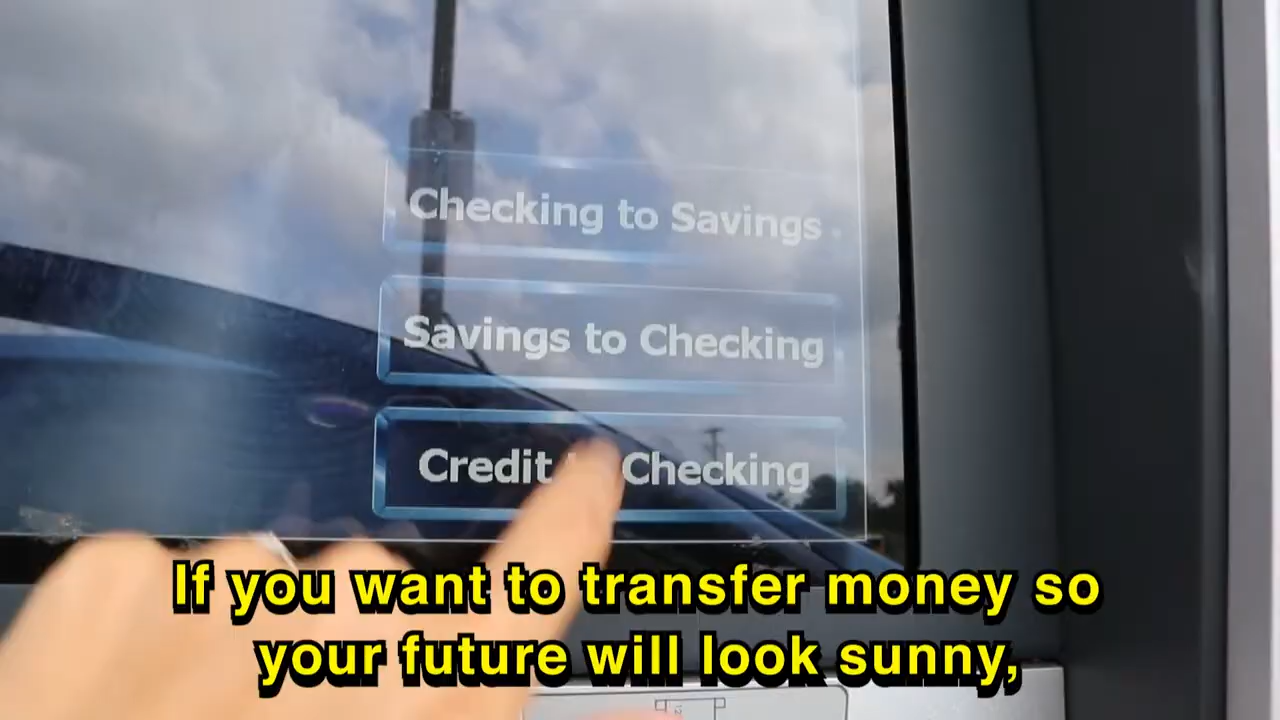 Checking to Savings
Savings to Checking
Credit Checking
If you want to transfer money so
your future will look sunny,